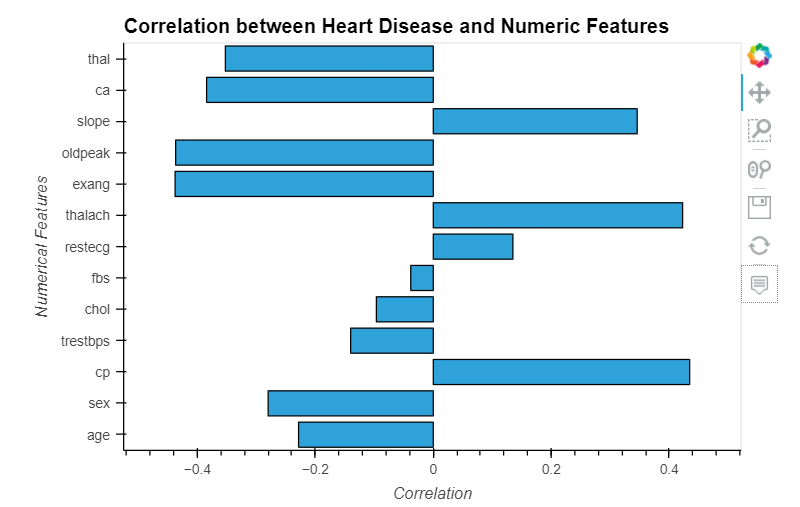 Correlation between Heart Disease and Numeric Features
thal
ca
slope
oldpeak
exang
thalach
restecg
fbs
chol
trestbps
cp
sex
age
Numerical Features
−0.4 −0.2 0 0.2 0.4
Correlation